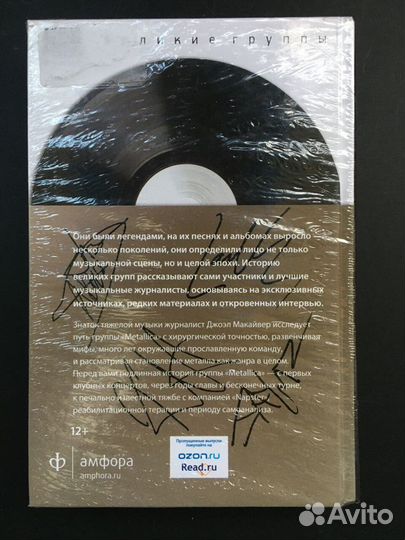 ликие группы
Они были легендами, на их песнях и альбомах выросло
несколько поколений, они определили лицо не только
музыкальной сцены, но и целой эпохи. Историю
великих групп рассказывают сами участники и лучшие
музыкальные журналисты, основываясь на эксклюзивных
источниках, редких материалах и откровенных интервью.
Знаток тяжелой музыки журналист Джоэл Макайвер исследует
путь группы «Metallica» с хирургической точностью, развенчивая
мифы, много лет окружавшие прославленную команду,
и рассматривая становление металла как жанра в целом.
Перед вами подлинная история группы «Metallica» — с первых
клубных концертов, через годы славы и бесконечных турне,
к печально известной тяжбе с компанией «Napster»,
реабилитационной терапии и периоду самоанализа.
12+
амфора
amphora.ru
Пропущенные выпуски
покупайте на
OZON.ru
Read.ru
Avito